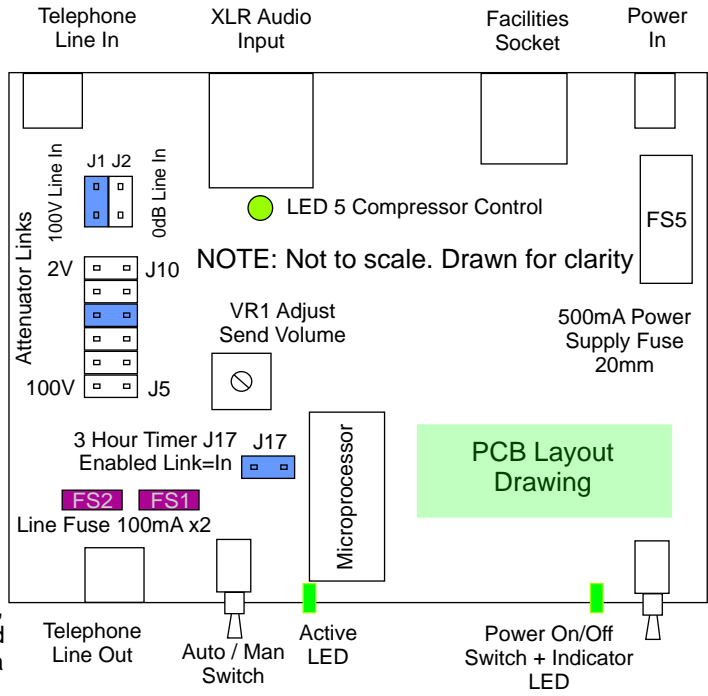 Telephone
Line In
XLR Audio
Input
Facilities
Socket
Power
In
100V Line In
J1 J2
0dB Line In
LED 5 Compressor Control
FS5
Attenuator Links
2V
J10
NOTE: Not to scale. Drawn for clarity
VR1 Adjust
Send Volume
500mA Power
Supply Fuse
20mm
100V
J5
3 Hour Timer J17
Enabled Link=In
J17
Microprocessor
PCB Layout
Drawing
FS2
FS1
Line Fuse 100mA x2
Telephone
Line Out
Auto / Man
Switch
Active
LED
Power On/Off
Switch + Indicator
LED